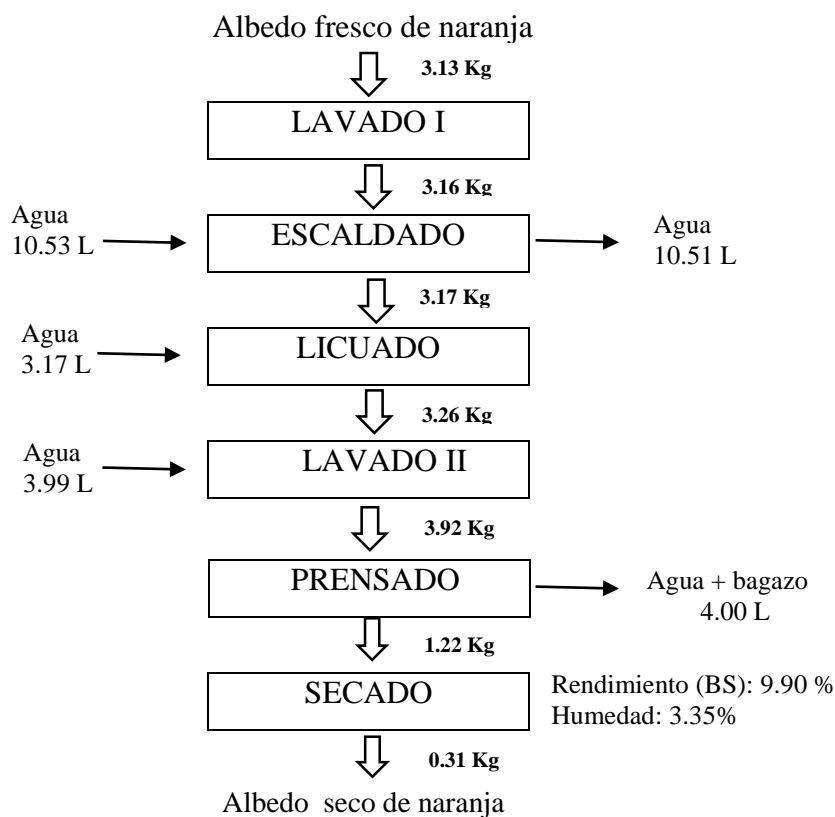 Albedo fresco de naranja
3.13 Kg
LAVADO I
3.16 Kg
Agua
10.53 L
ESCALDADO
Agua
10.51 L
3.17 Kg
Agua
3.17 L
LICUADO
3.26 Kg
Agua
3.99 L
LAVADO II
3.92 Kg
PRENSADO
Agua + bagazo
4.00 L
1.22 Kg
SECADO
Rendimiento (BS): 9.90 %
Humedad: 3.35%
0.31 Kg
Albedo seco de naranja